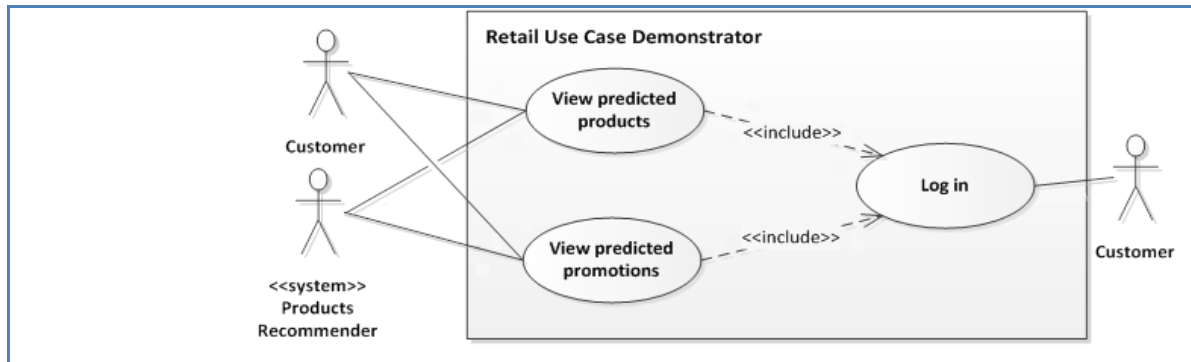 Retail Use Case Demonstrator
View predicted
products
<<include>>
Customer
Log in
<<include>>
View predicted
promotions
Customer
<<system>>
Products
Recommender